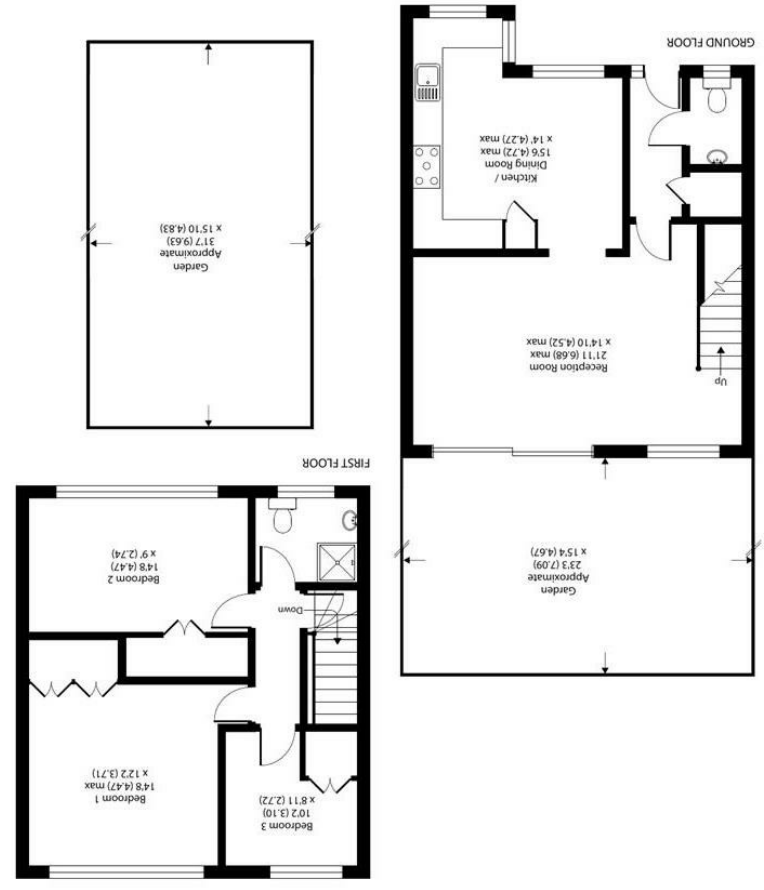 Garden
Approximate
23'3 (7.09)
x 15'4 (4.67)
Up
Reception Room
21'11 (6.68) max
x 14'10 (4.52) max
Kitchen /
Dining Room
15'6 (4.72) max
x 14' (4.27) max
GROUND FLOOR
Bedroom 3
10'2 (3.10)
x 8'11 (2.72)
Bedroom 1
14'8 (4.47) max
x 12'2 (3.71)
Down
Bedroom 2
14'8 (4.47)
x 9' (2.74)
FIRST FLOOR
Garden
Approximate
31'7 (9.63)
x 15'10 (4.83)